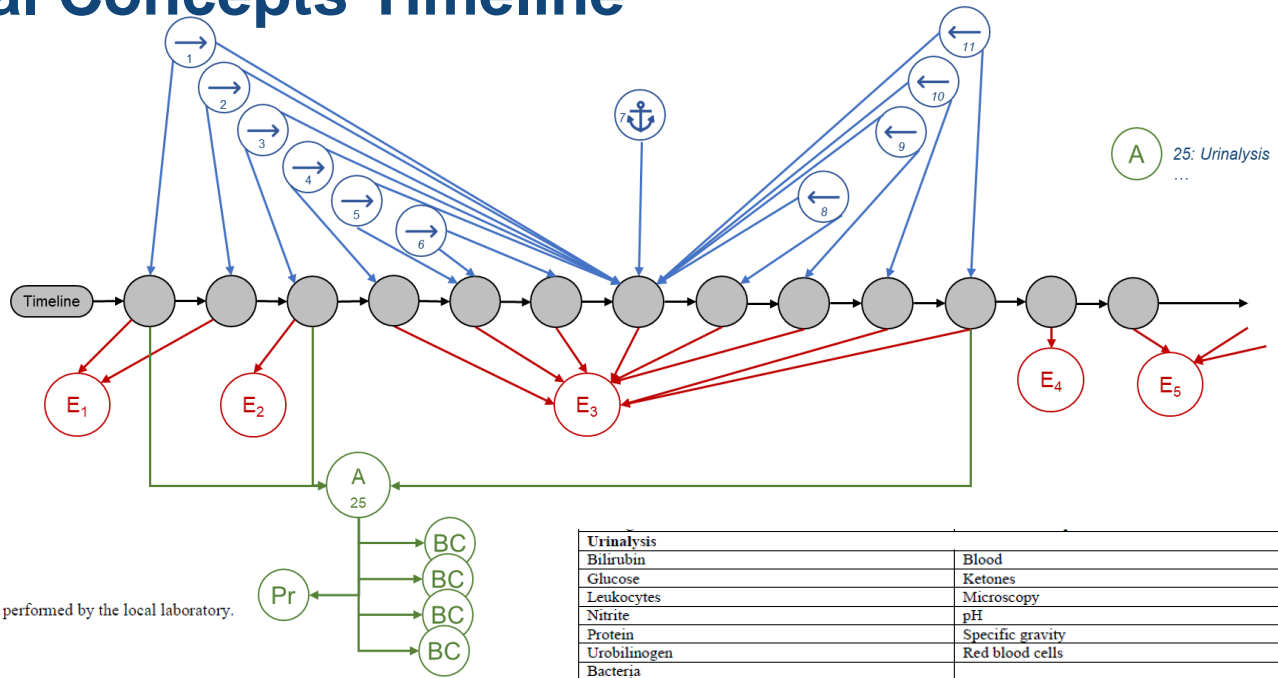 al Concepts Timeline
1
2
3
4
5
6
7
8
9
10
11
A
25: Urinalysis
...
Timeline
E1
E2
E3
E4
E5
A
25
BC
BC
BC
BC
Pr
performed by the local laboratory.
Urinalysis
Bilirubin Blood
Glucose Ketones
Leukocytes Microscopy
Nitrite pH
Protein Specific gravity
Urobilinogen Red blood cells
Bacteria